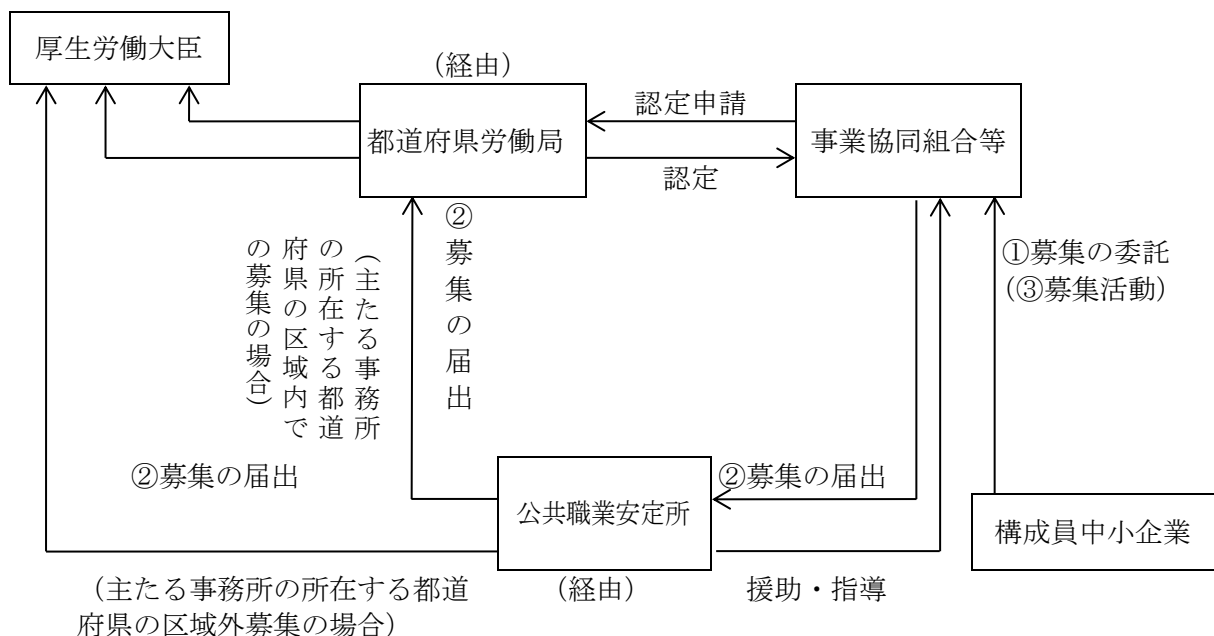 厚生労働大臣
（経由）
都道府県労働局
認定申請
認定
事業協同組合等
②募集の届出
（主たる事務所
の所在する都道
府県の区域内で
の募集の場合）
①募集の委託
（③募集活動）
②募集の届出
②募集の届出
公共職業安定所
構成員中小企業
（主たる事務所の所在する都道
府県の区域外募集の場合）
（経由）
援助・指導